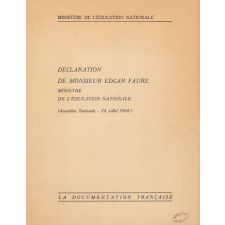 MINISTÈRE DE L'ÉDUCATION NATIONALE
DÉCLARATION
DE MONSIEUR EDGAR FAURE
MINISTRE
DE L'ÉDUCATION NATIONALE
(Assemblée Nationale - 24 juillet 1968)
LA DOCUMENTATION FRANÇAISE